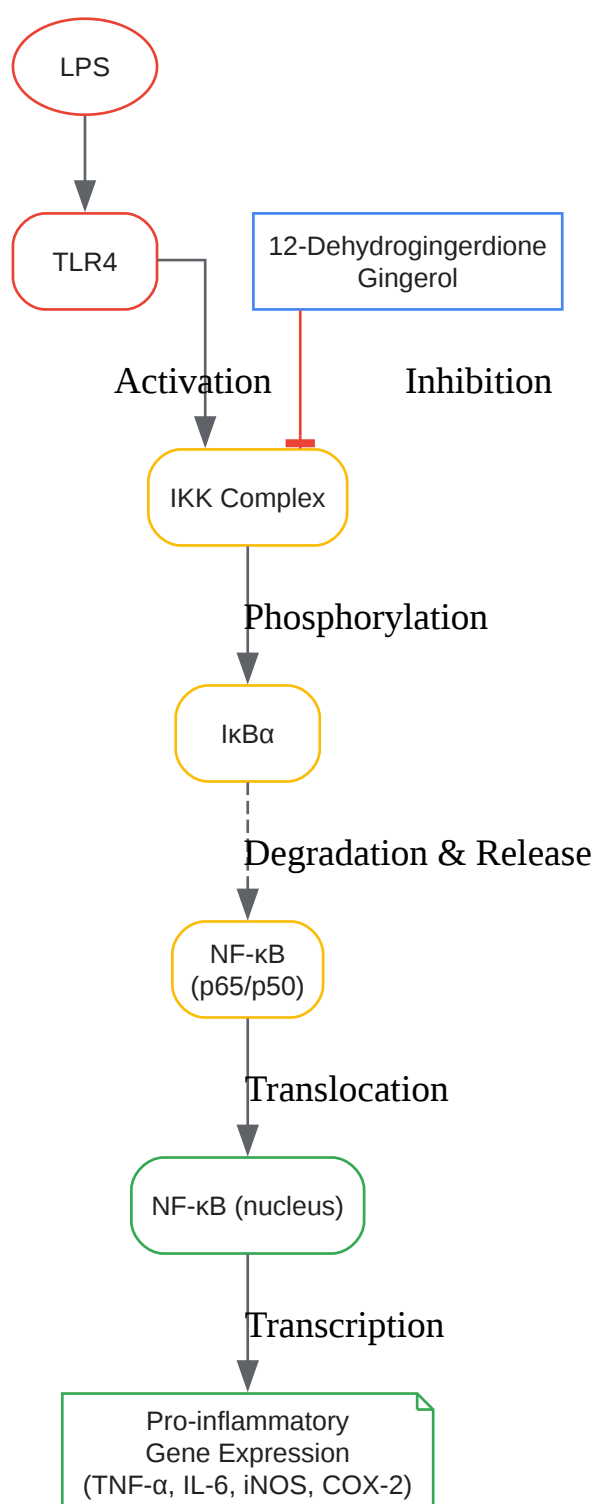 LPS
TLR4
12-Dehydrogingerdione
Gingerol
Activation
Inhibition
IKK Complex
Phosphorylation
IκBα
Degradation & Release
NF-κB
(p65/p50)
Translocation
NF-κB (nucleus)
Transcription
Pro-inflammatory
Gene Expression
(TNF-α, IL-6, iNOS, COX-2)